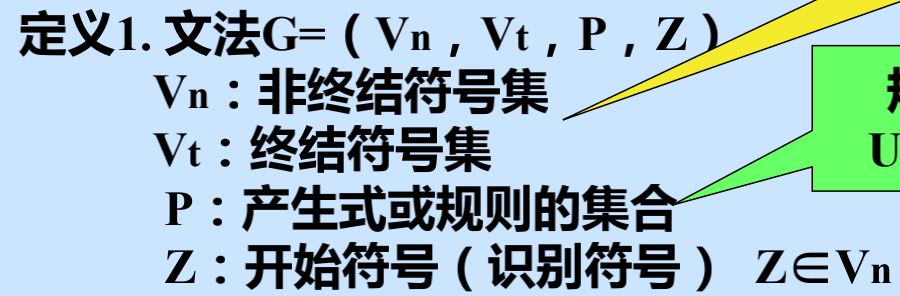 定义1. 文法G=（Vn，Vt，P，Z）
Vn：非终结符号集
Vt：终结符号集
U
P：产生式或规则的集合
Z：开始符号（识别符号） Z∈Vn